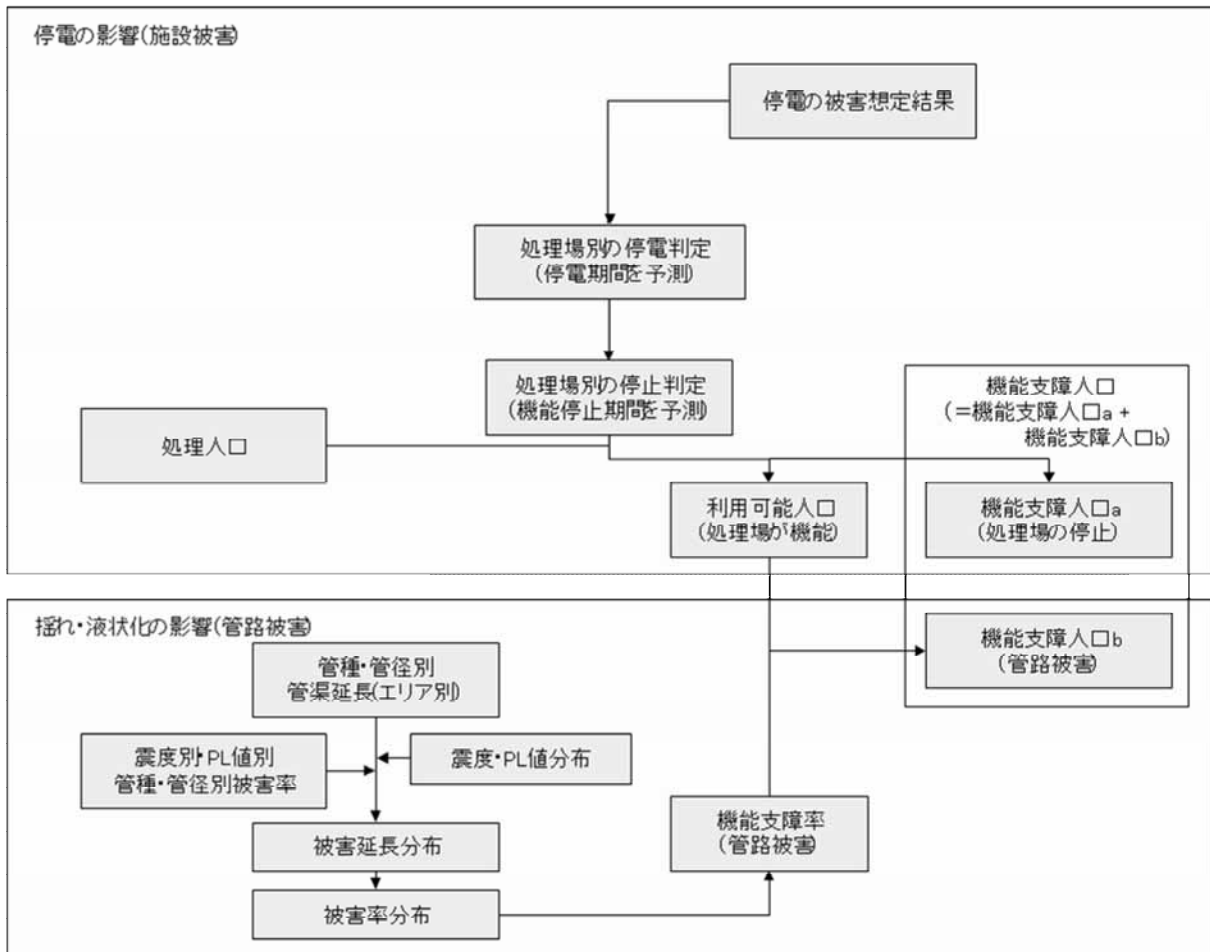 停電の影響(施設被害)
停電の被害想定結果
処理場別の停電判定
(停電期間を予測)
処理場別の停止判定
(機能停止期間を予測)
処理人口
機能支障人口
(=機能支障人口a +
機能支障人口b)
利用可能人口
(処理場が機能)
機能支障人口a
(処理場の停止)
揺れ・液状化の影響(管路被害)
機能支障人口b
(管路被害)
管種・管径別
管渠延長(エリア別)
震度別・PL値別
管種・管径別被害率
震度・PL値分布
機能支障率
(管路被害)
被害延長分布
被害率分布